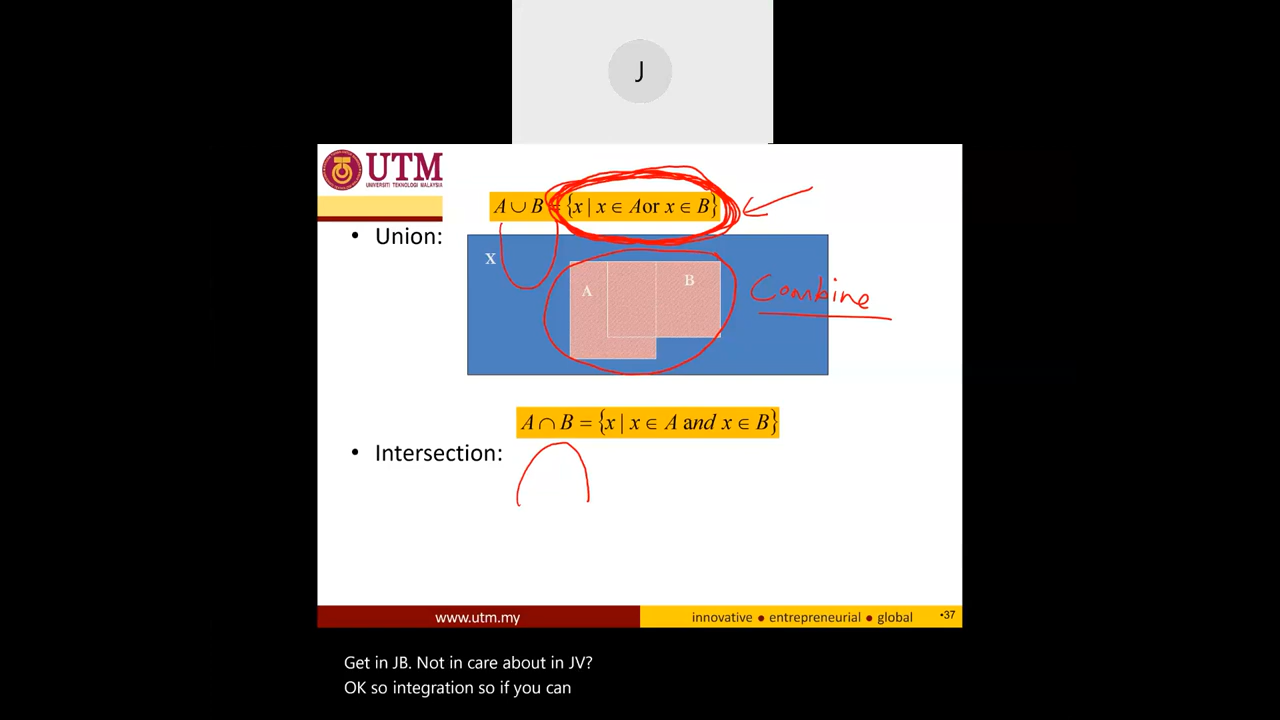 J
UTM
UNIVERSITI TEKNOLOGI MALAYSIA
A ∪ B = {x | x ∈ A or x ∈ B}
• Union:
X
A
B
Combine
A ∩ B = {x | x ∈ A and x ∈ B}
• Intersection:
www.utm.my
innovative ● entrepreneurial ● global
•37
Get in JB. Not in care about in JV?
OK so integration so if you can